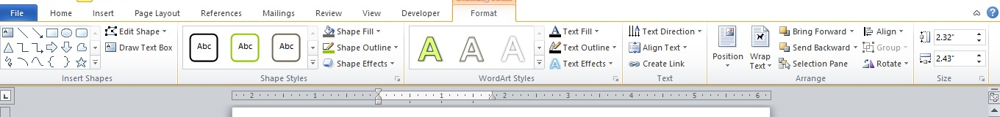 File Home Insert Page Layout References Mailings Review View Developer Format
Edit Shape
Draw Text Box
Insert Shapes
Abc Abc Abc
Shape Fill
Shape Outline
Shape Effects
Shape Styles
A A A
Text Fill
Text Outline
Text Effects
WordArt Styles
Text Direction
Align Text
Create Link
Text
Position
Wrap
Text
Bring Forward
Send Backward
Selection Pane
Align
Group
Rotate
Arrange
2.32"
2.43"
Size
2 1 1 2 3 4 5 6